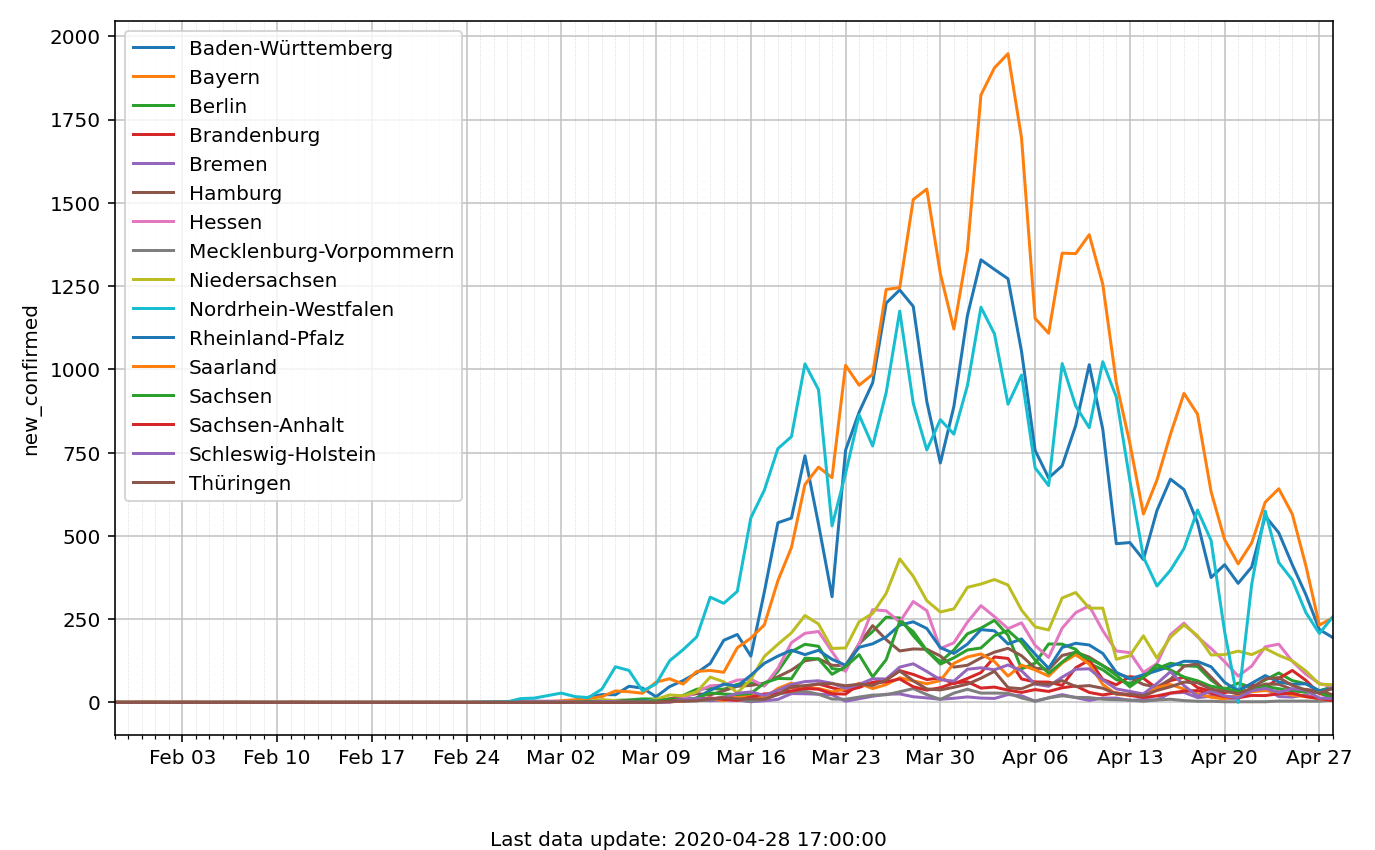 2000
1750
1500
1250
1000
750
500
250
0
new_confirmed
Baden-Württemberg
Bayern
Berlin
Brandenburg
Bremen
Hamburg
Hessen
Mecklenburg-Vorpommern
Niedersachsen
Nordrhein-Westfalen
Rheinland-Pfalz
Saarland
Sachsen
Sachsen-Anhalt
Schleswig-Holstein
Thüringen
Feb 03 Feb 10 Feb 17 Feb 24 Mar 02 Mar 09 Mar 16 Mar 23 Mar 30 Apr 06 Apr 13 Apr 20 Apr 27
Last data update: 2020-04-28 17:00:00